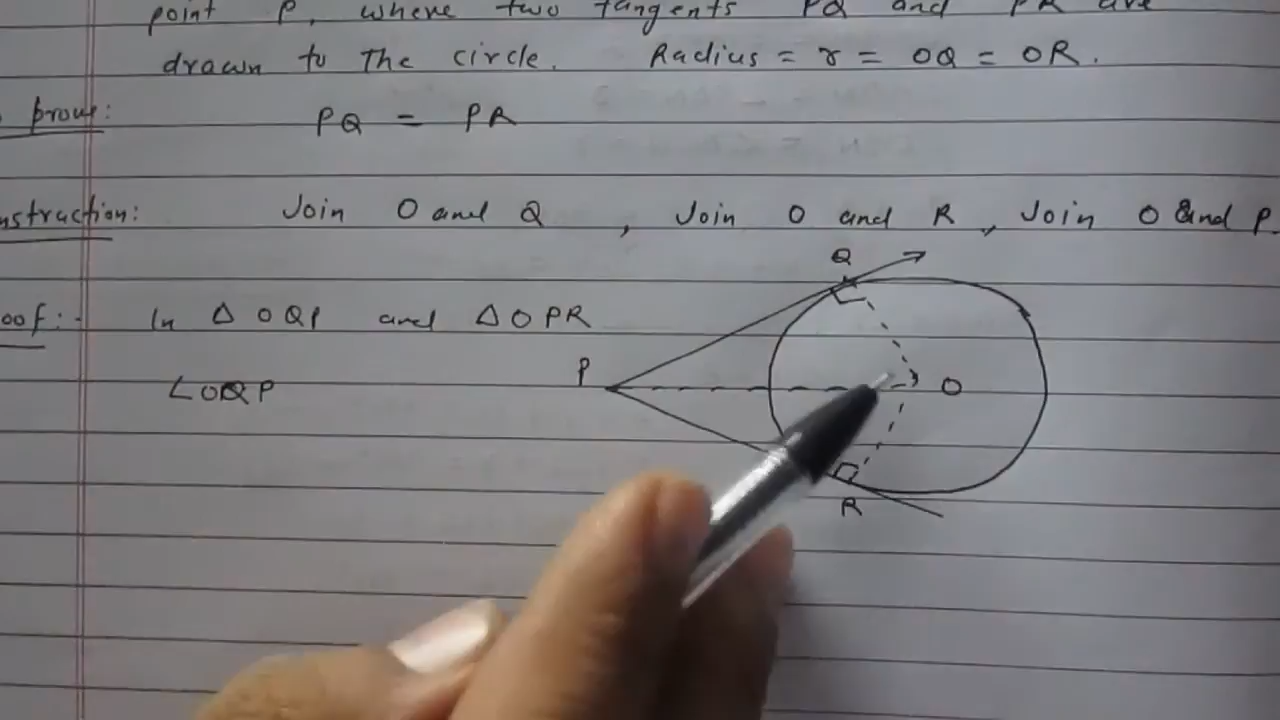 point P, where two tangents PQ and PR are
drawn to the circle. Radius = r = OQ = OR.
prove:
PQ = PR
nstraction: Join O and Q , Join O and R , Join O and P.
Q
oof:- In Δ OQP and Δ OPR
P
∠OQP
O
R